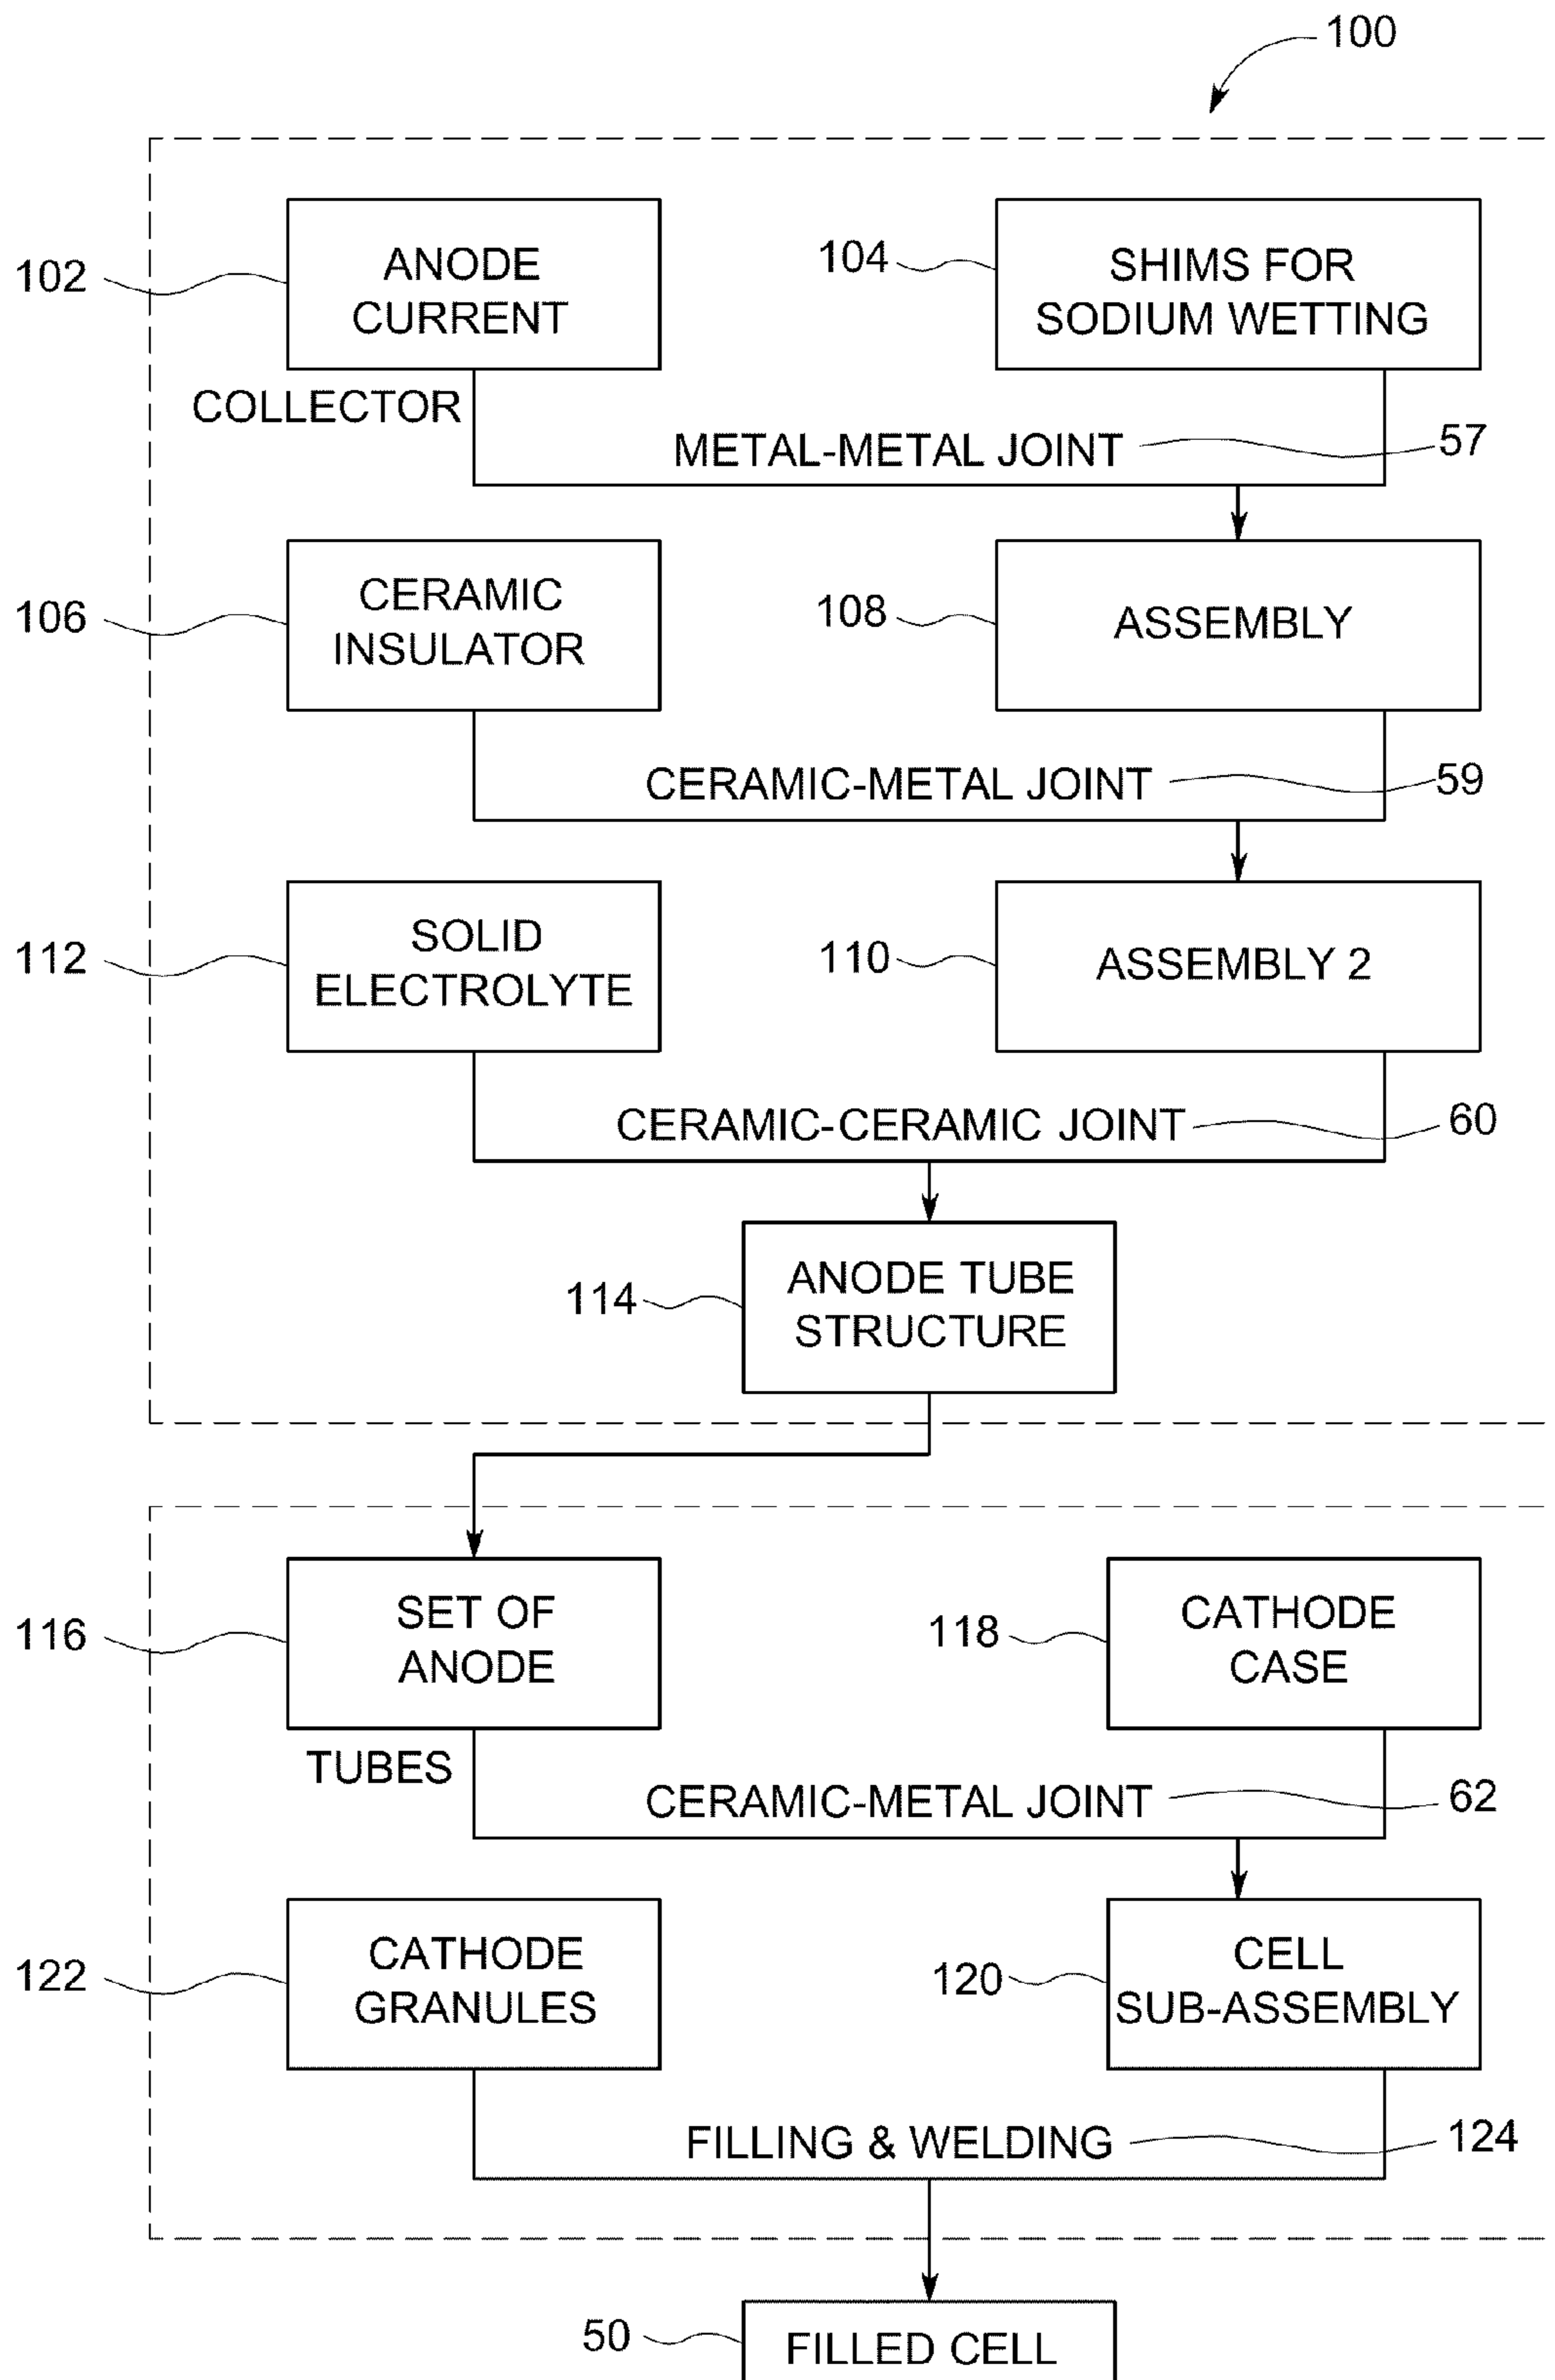 100
102
ANODE
CURRENT
COLLECTOR
104
SHIMS FOR
SODIUM WETTING
METAL-METAL JOINT
57
106
CERAMIC
INSULATOR
108
ASSEMBLY
CERAMIC-METAL JOINT
59
112
SOLID
ELECTROLYTE
110
ASSEMBLY 2
CERAMIC-CERAMIC JOINT
60
114
ANODE TUBE
STRUCTURE
116
SET OF
ANODE
TUBES
118
CATHODE
CASE
CERAMIC-METAL JOINT
62
122
CATHODE
GRANULES
120
CELL
SUB-ASSEMBLY
FILLING & WELDING
124
50
FILLED CELL